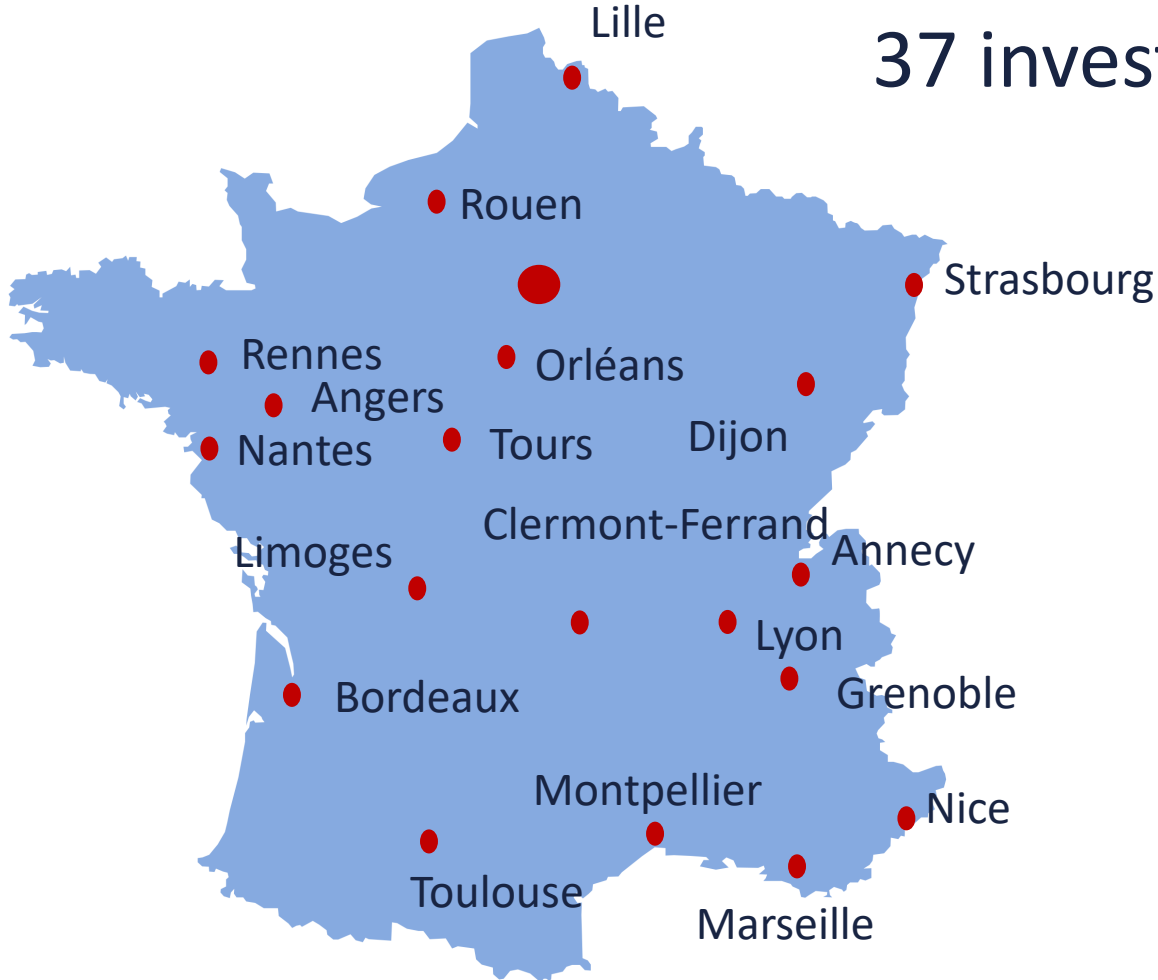 Lille
37 inves
Rouen
Strasbourg
Rennes
Orléans
Angers
Dijon
Nantes
Tours
Clermont-Ferrand
Limoges
Annecy
Lyon
Grenoble
Bordeaux
Montpellier
Nice
Toulouse
Marseille